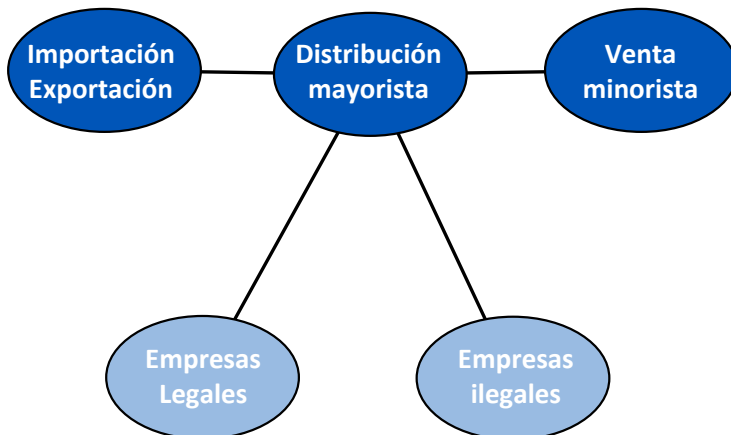 Importación
Exportación
Distribución
mayorista
Venta
minorista
Empresas
Legales
Empresas
ilegales